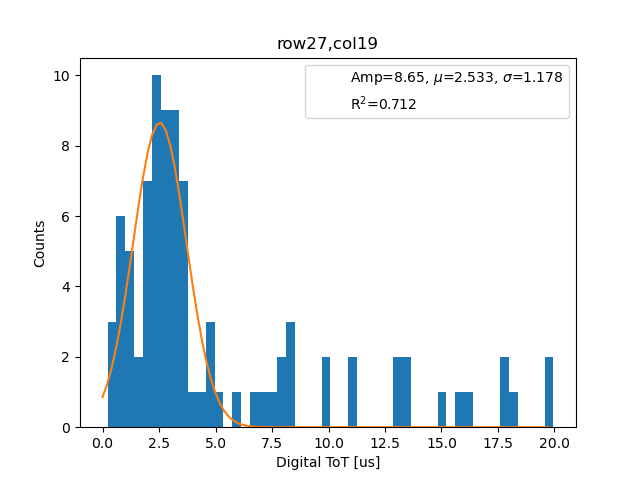 row27,col19
Amp=8.65, μ=2.533, σ=1.178
R²=0.712
Counts
10
8
6
4
2
0
0.0 2.5 5.0 7.5 10.0 12.5 15.0 17.5 20.0
Digital ToT [us]